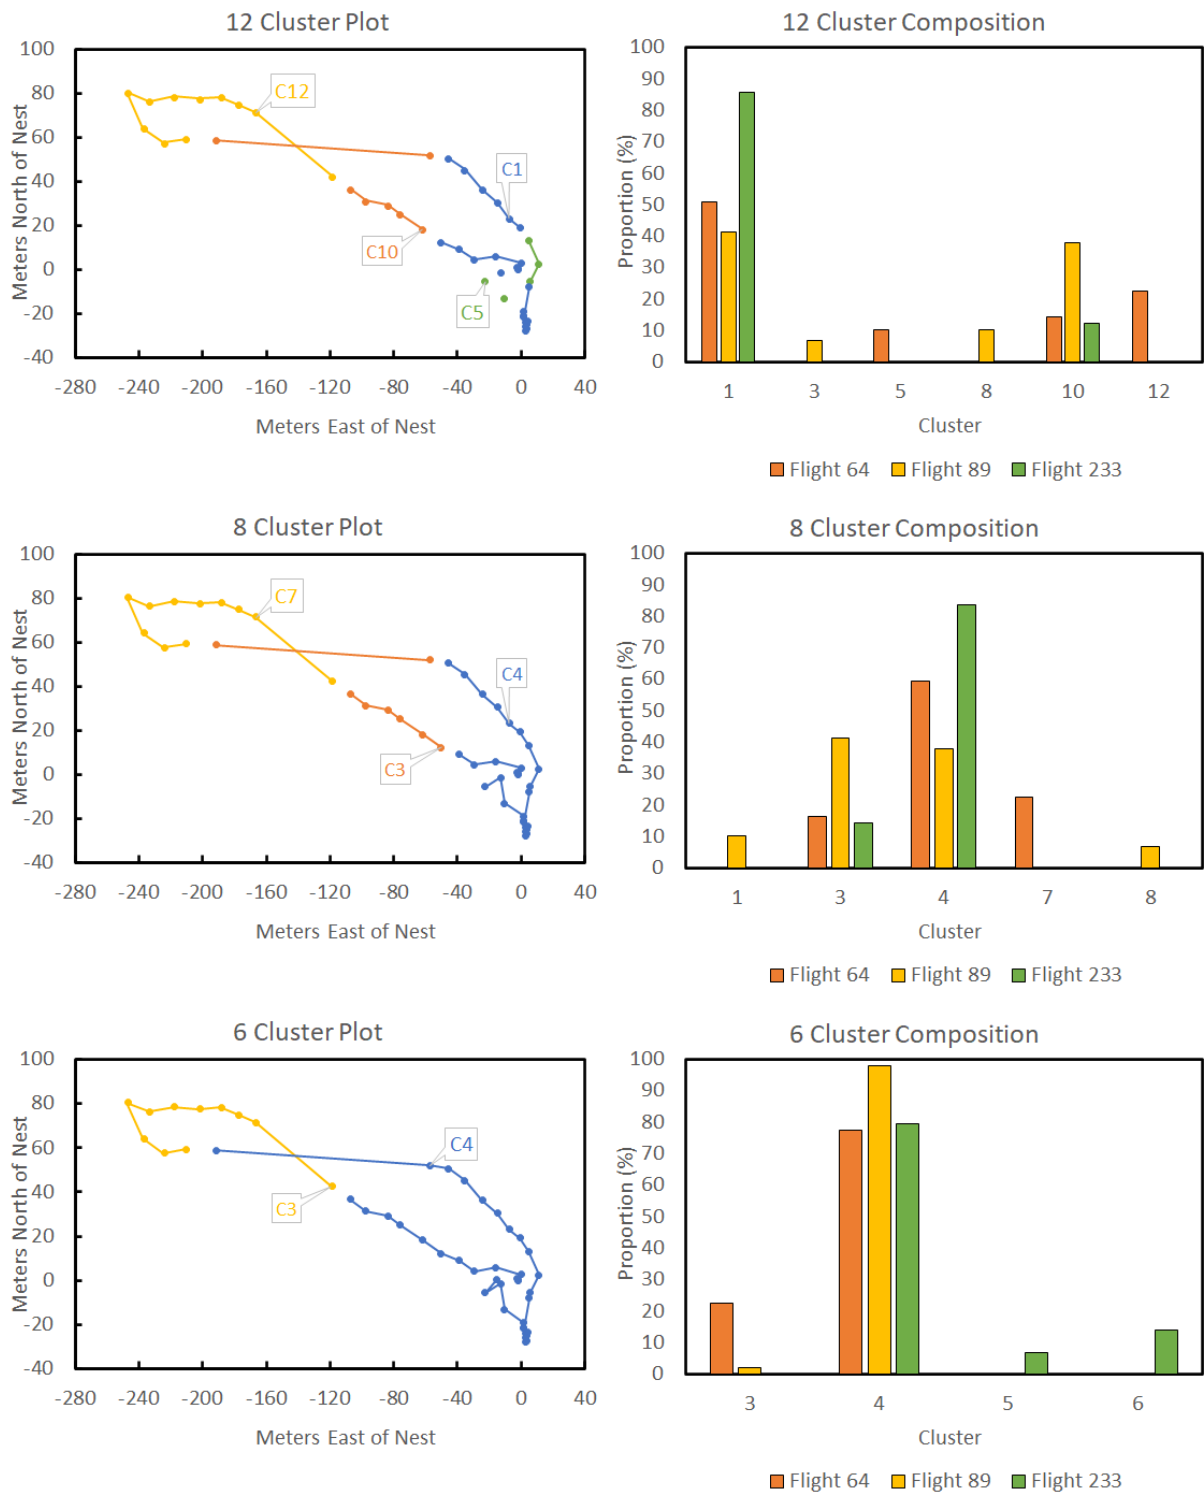 12 Cluster Plot
100
80
60
40
20
0
-20
-40
-280 -240 -200 -160 -120 -80 -40 0 40
Meters East of Nest
Meters North of Nest
C12
C1
C10
C5
12 Cluster Composition
100
90
80
70
60
50
40
30
20
10
0
1 3 5 8 10 12
Cluster
Proportion (%)
Flight 64 Flight 89 Flight 233
8 Cluster Plot
100
80
60
40
20
0
-20
-40
-280 -240 -200 -160 -120 -80 -40 0 40
Meters East of Nest
Meters North of Nest
C7
C4
C3
8 Cluster Composition
100
90
80
70
60
50
40
30
20
10
0
1 3 4 7 8
Cluster
Proportion (%)
Flight 64 Flight 89 Flight 233
6 Cluster Plot
100
80
60
40
20
0
-20
-40
-280 -240 -200 -160 -120 -80 -40 0 40
Meters East of Nest
Meters North of Nest
C4
C3
6 Cluster Composition
100
90
80
70
60
50
40
30
20
10
0
3 4 5 6
Cluster
Proportion (%)
Flight 64 Flight 89 Flight 233